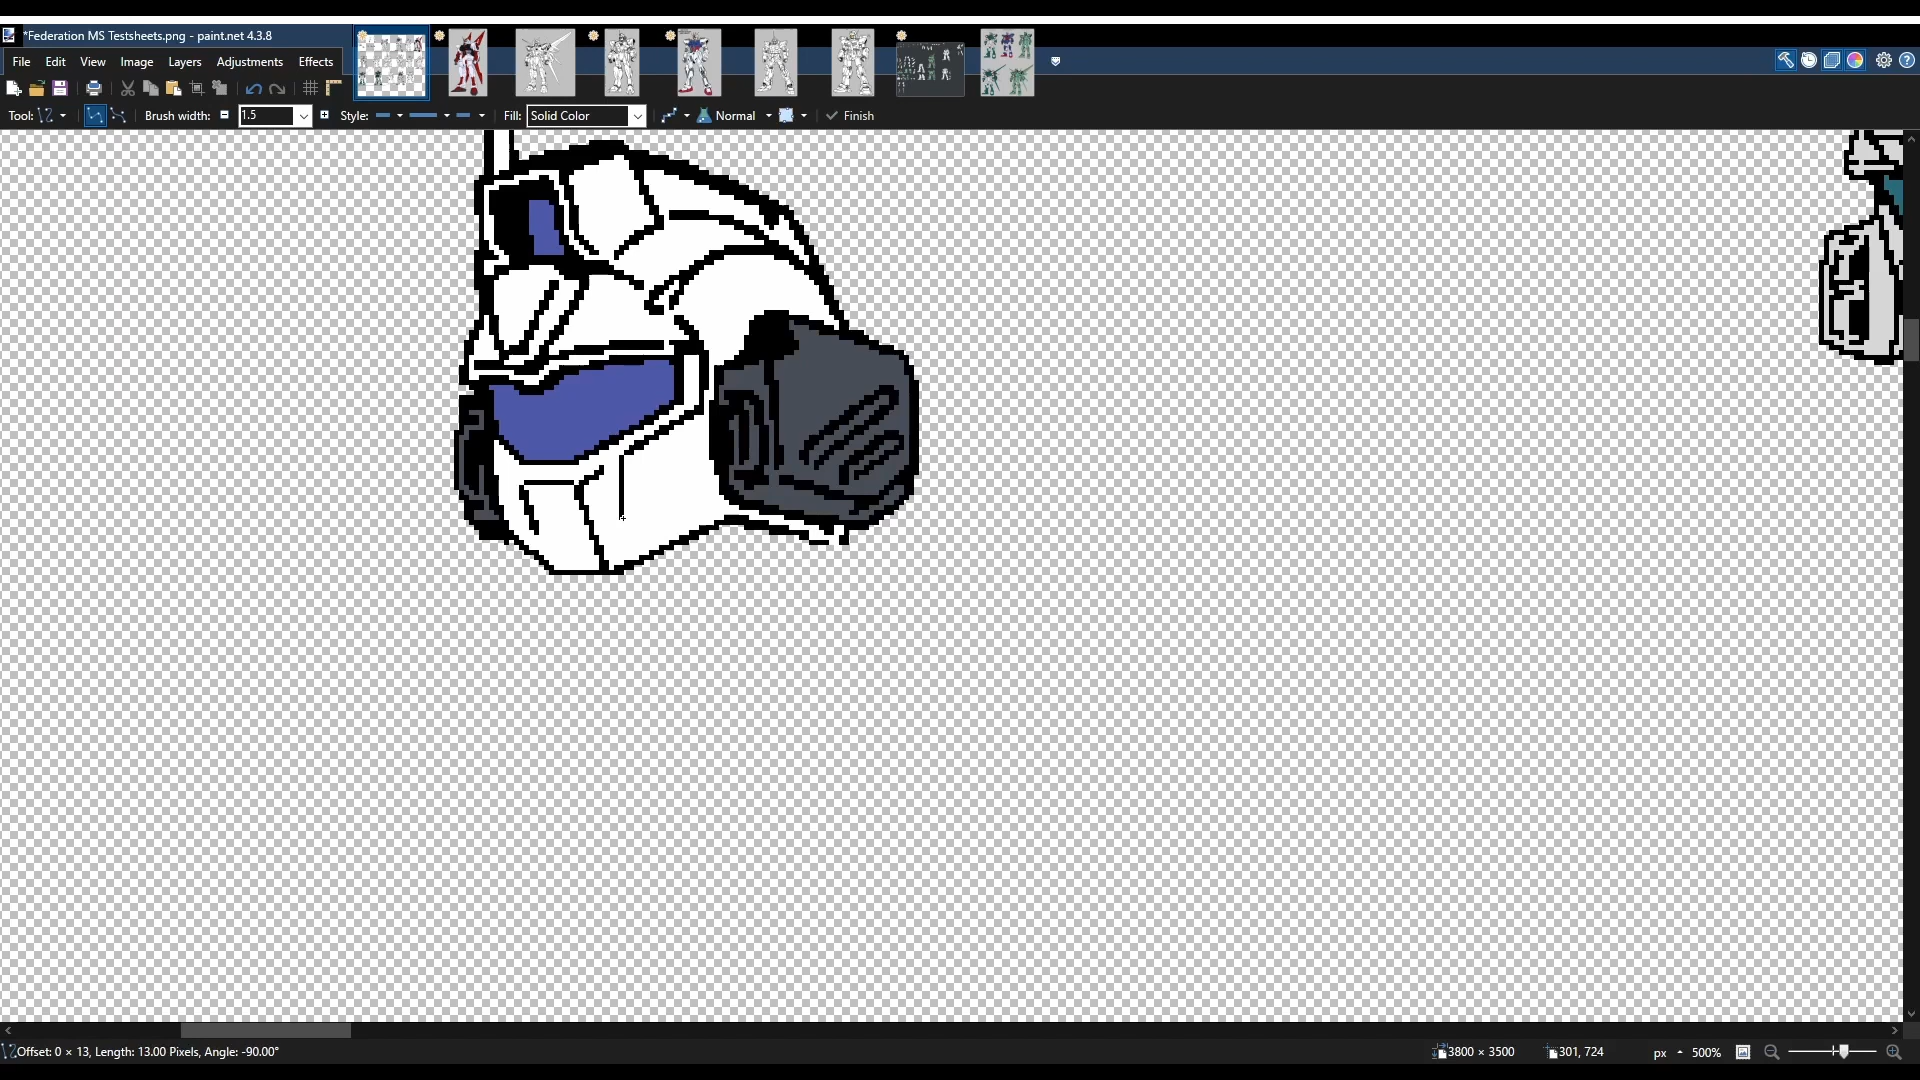 *Federation MS Testsheets.png - paint.net 4.3.8
File Edit View Image Layers Adjustments Effects
Tool: Brush width: 1.5 Style: Fill: Solid Color Normal Finish
Offset: 0 × 13, Length: 13.00 Pixels, Angle: -90.00° 3800 × 3500 301, 724 px 500%